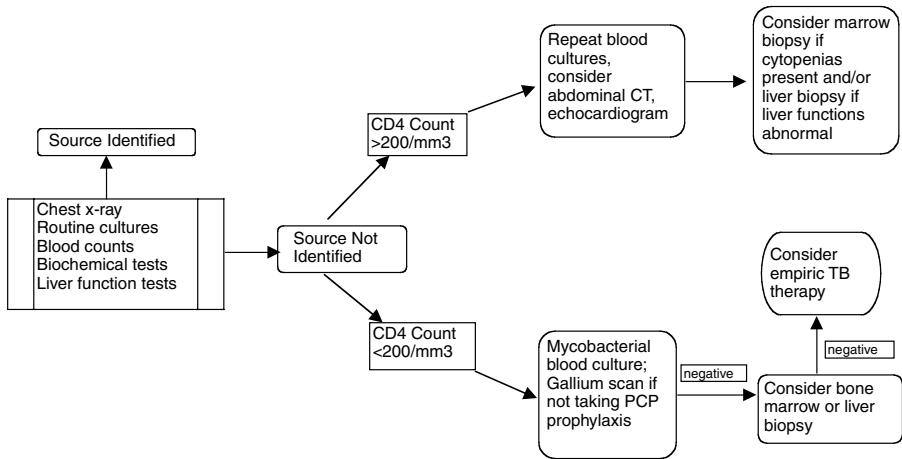 Source Identified
Chest x-ray
Routine cultures
Blood counts
Biochemical tests
Liver function tests
Source Not
Identified
CD4 Count
>200/mm3
Repeat blood
cultures,
consider
abdominal CT,
echocardiogram
Consider marrow
biopsy if
cytopenias
present and/or
liver biopsy if
liver functions
abnormal
CD4 Count
<200/mm3
Mycobacterial
blood culture;
Gallium scan if
not taking PCP
prophylaxis
negative
Consider bone
marrow or liver
biopsy
negative
Consider
empiric TB
therapy